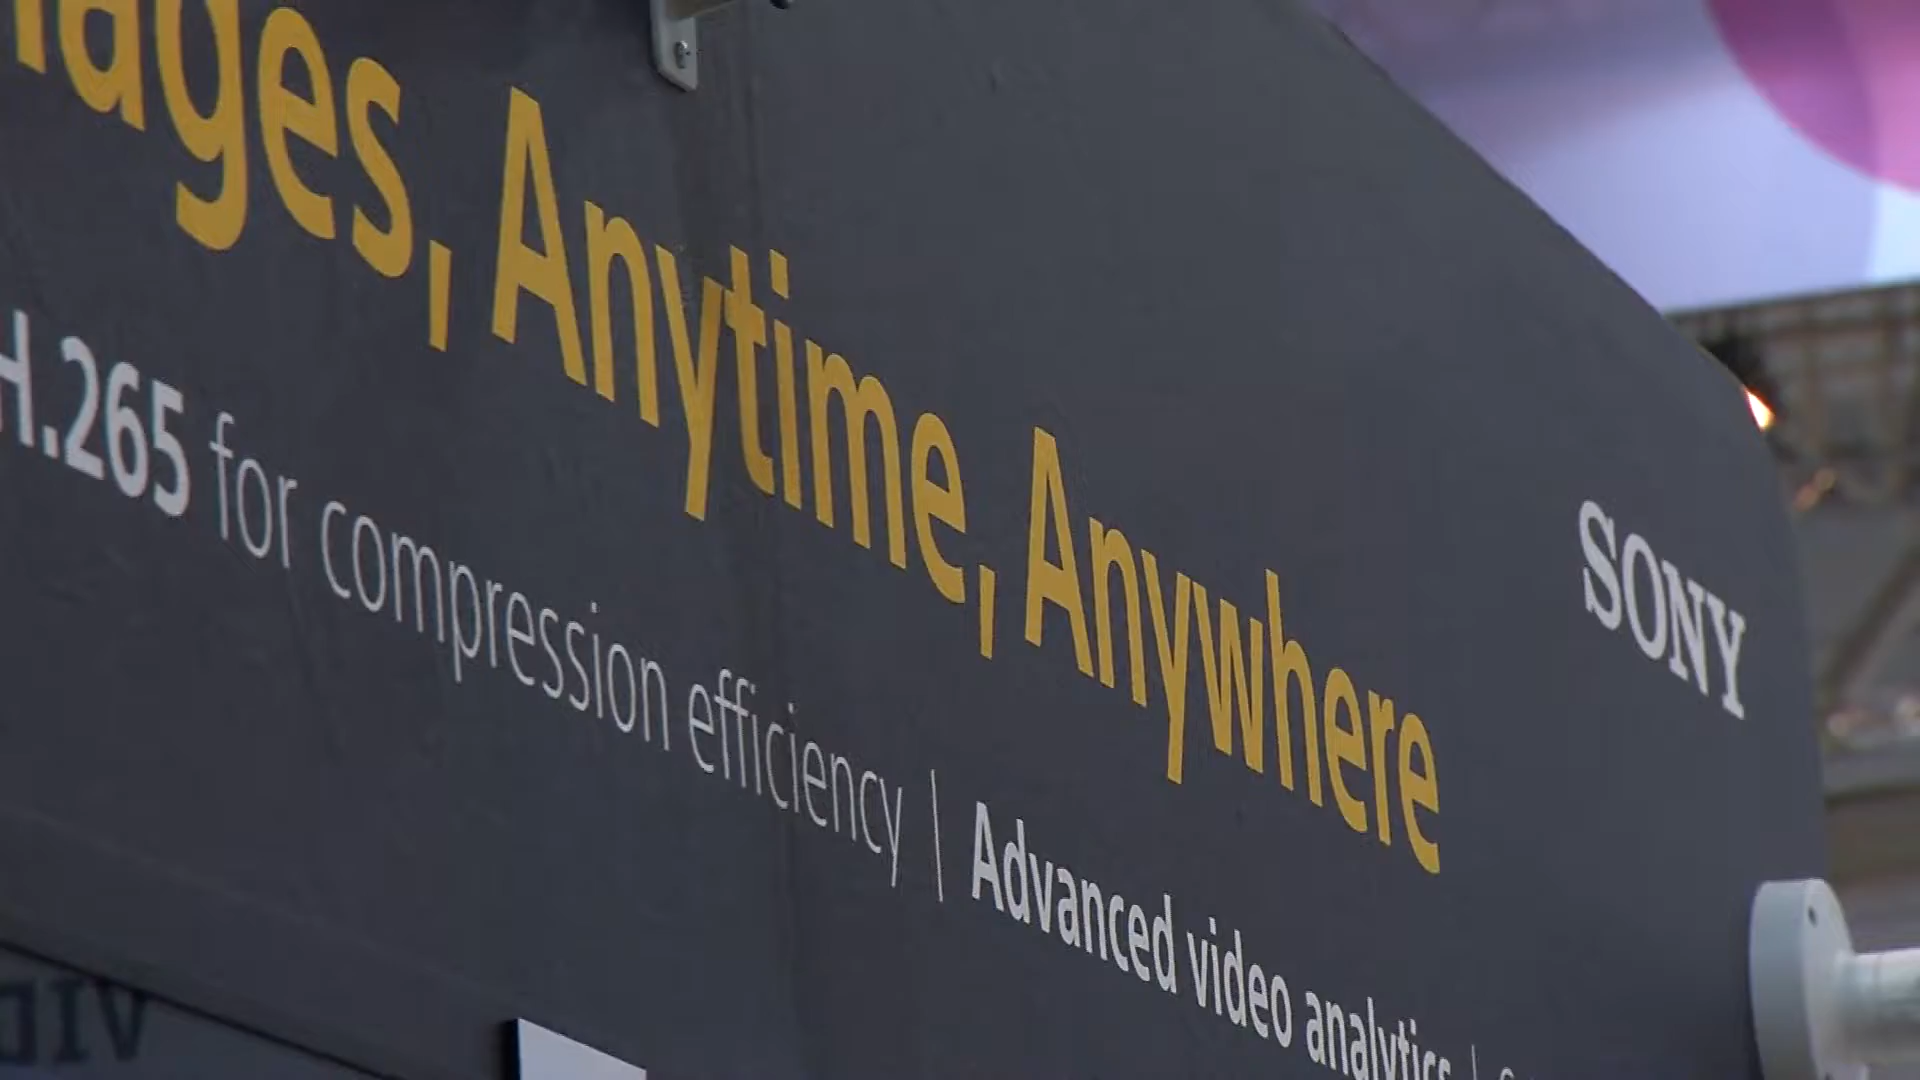 ages, Anytime, Anywhere
H.265 for compression efficiency | Advanced video analytics |
SONY